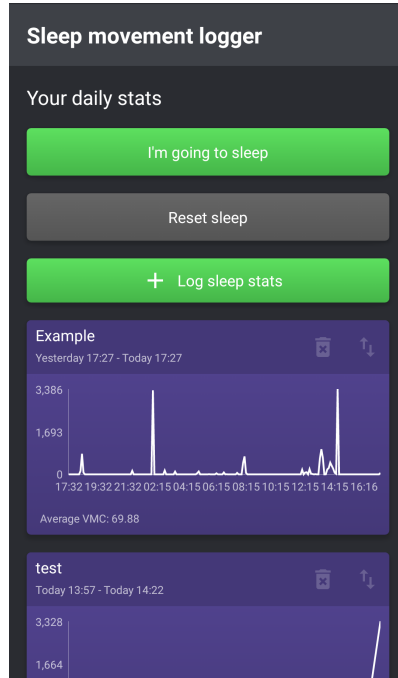 Sleep movement logger
Your daily stats
I'm going to sleep
Reset sleep
+ Log sleep stats
Example
Yesterday 17:27 - Today 17:27
3,386
1,693
0
17:32 19:32 21:32 02:15 04:15 06:15 08:15 10:15 12:15 14:15 16:16
Average VMC: 69.88
test
Today 13:57 - Today 14:22
3,328
1,664